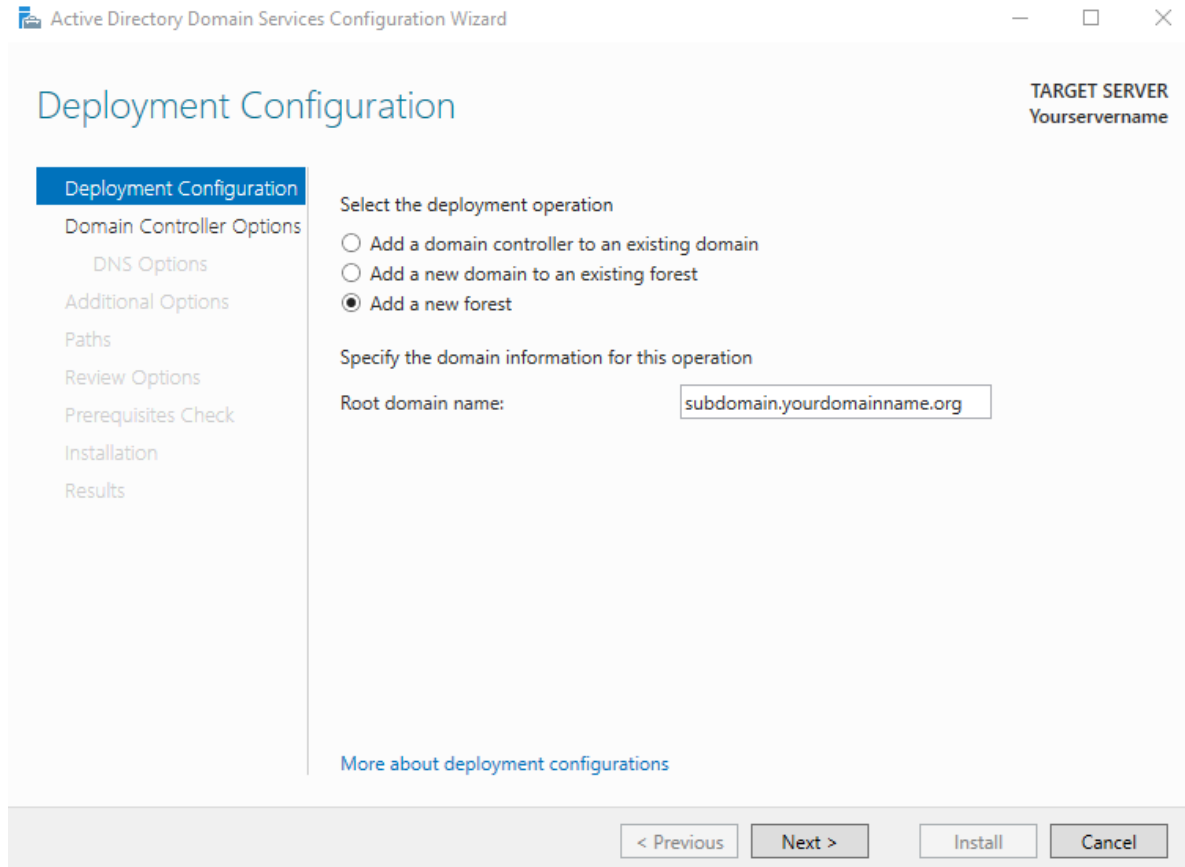 Active Directory Domain Services Configuration Wizard
Deployment Configuration
TARGET SERVER
Yourservername
Deployment Configuration
Domain Controller Options
DNS Options
Additional Options
Paths
Review Options
Prerequisites Check
Installation
Results
Select the deployment operation
Add a domain controller to an existing domain
Add a new domain to an existing forest
Add a new forest
Specify the domain information for this operation
Root domain name: subdomain.yourdomainname.org
More about deployment configurations
< Previous Next > Install Cancel